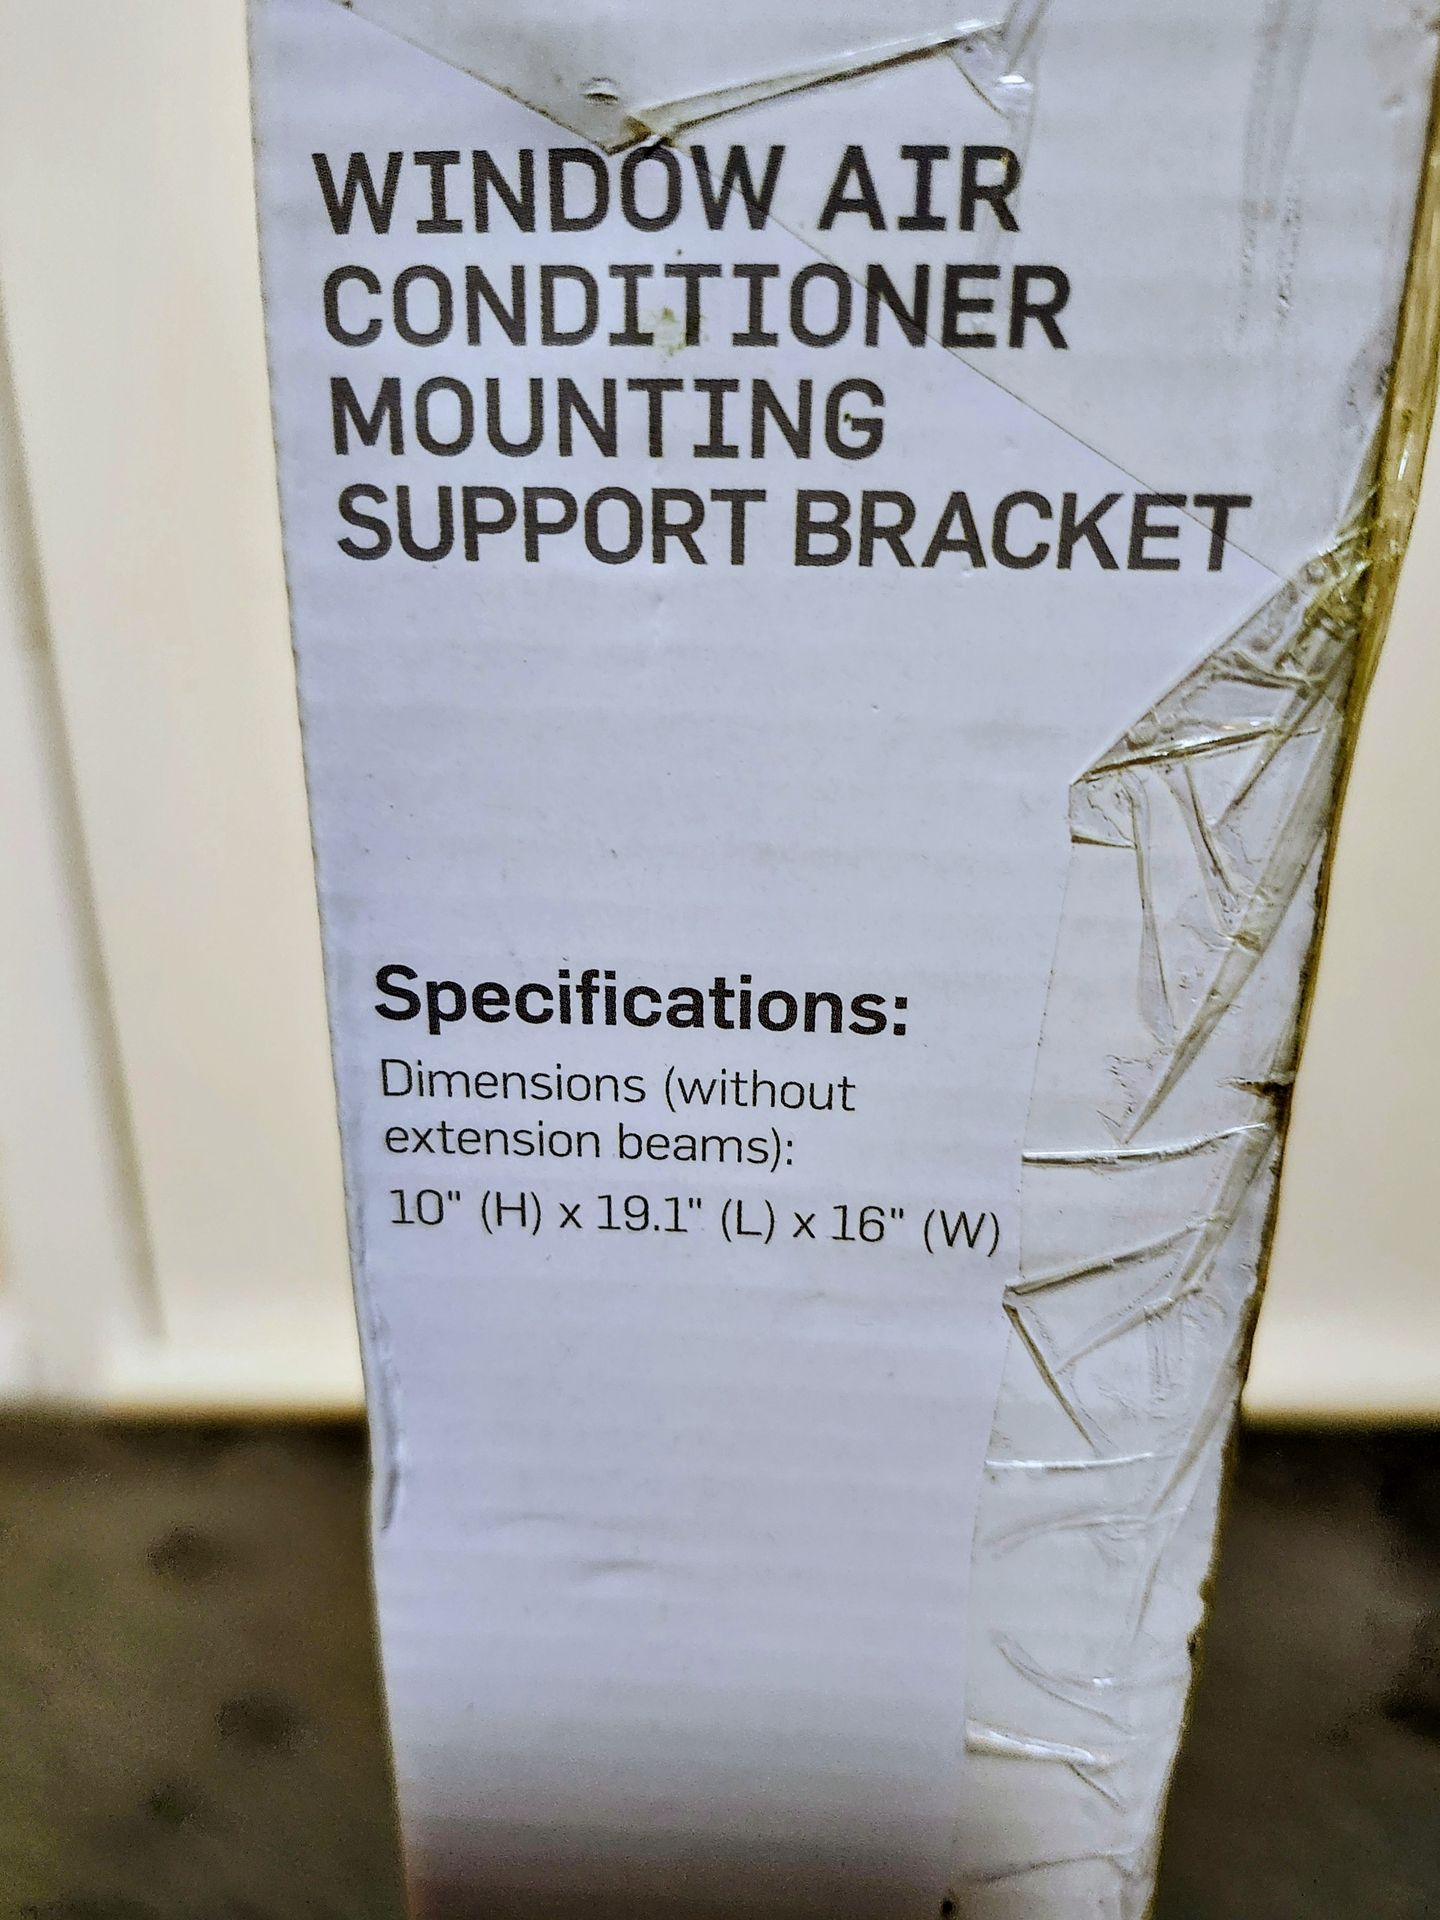 WINDOW AIR
CONDITIONER
MOUNTING
SUPPORT BRACKET
Specifications:
Dimensions (without
extension beams):
10" (H) x 19.1" (L) x 16" (W)